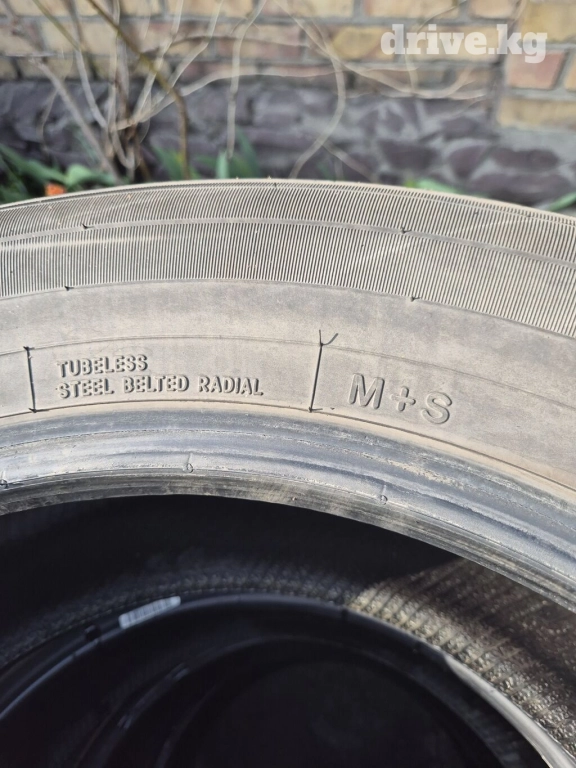 drive.kg
TUBELESS
STEEL BELTED RADIAL
M+S